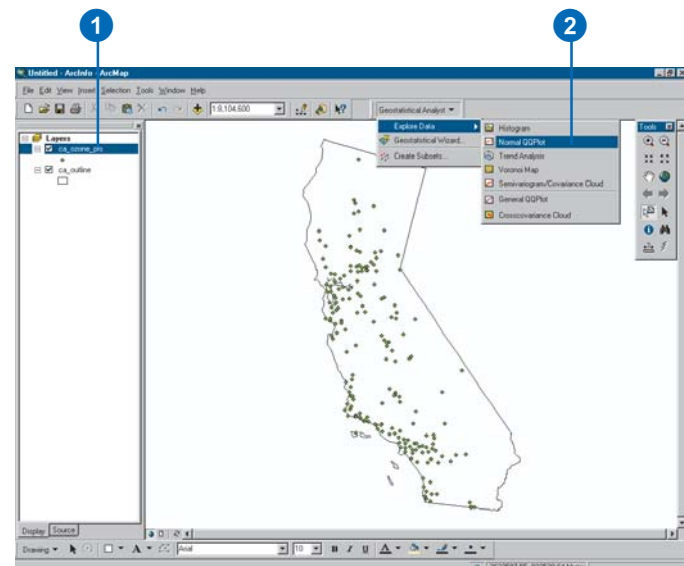 1 2
Untitled - ArcInfo - ArcMap
File Edit View Insert Selection Tools Window Help
1:8,104,600
Geostatistical Analyst
Layers
ca_ozone_pts
ca_outline
Explore Data
Geostatistical Wizard...
Create Subsets...
Histogram
Normal QQPlot
Trend Analysis
Voronoi Map
Semivariogram/Covariance Cloud
General QQPlot
Crosscovariance Cloud
Tools
Display Source
Drawing A Arial 10 B I U A